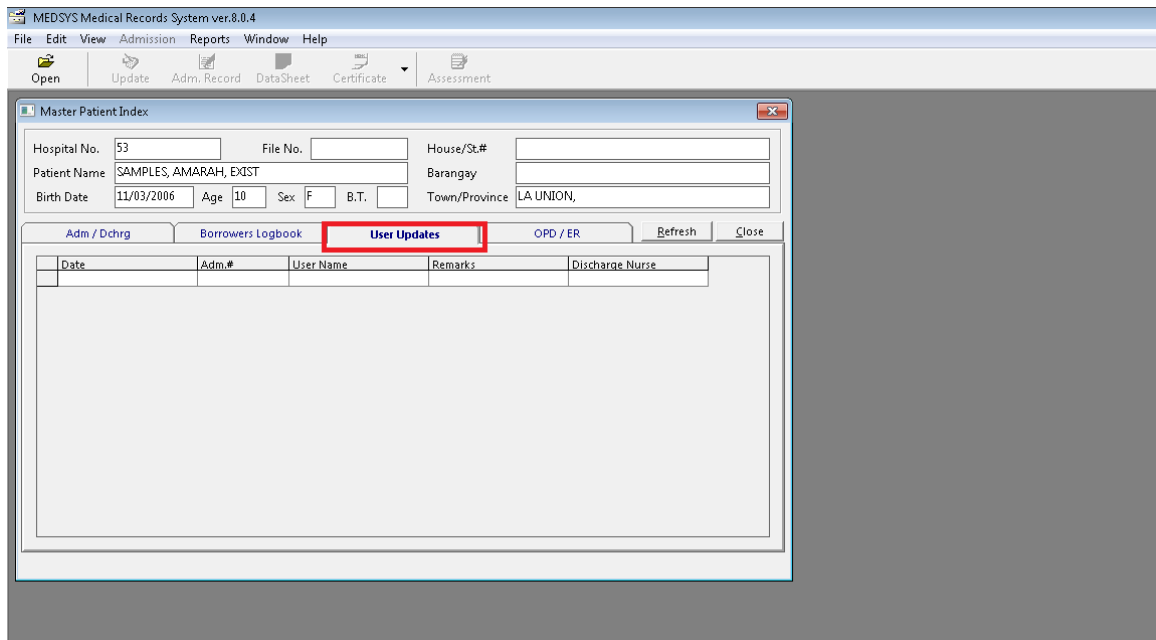 MEDSYS Medical Records System ver.8.0.4
File Edit View Admission Reports Window Help
Open Update Adm. Record DataSheet Certificate Assessment
Master Patient Index
Hospital No. 53 File No. House/St.#
Patient Name SAMPLES, AMARAH, EXIST Barangay
Birth Date 11/03/2006 Age 10 Sex F B.T. Town/Province LA UNION,
Adm / Dchrg Borrowers Logbook User Updates OPD / ER Refresh Close
Date Adm.# User Name Remarks Discharge Nurse